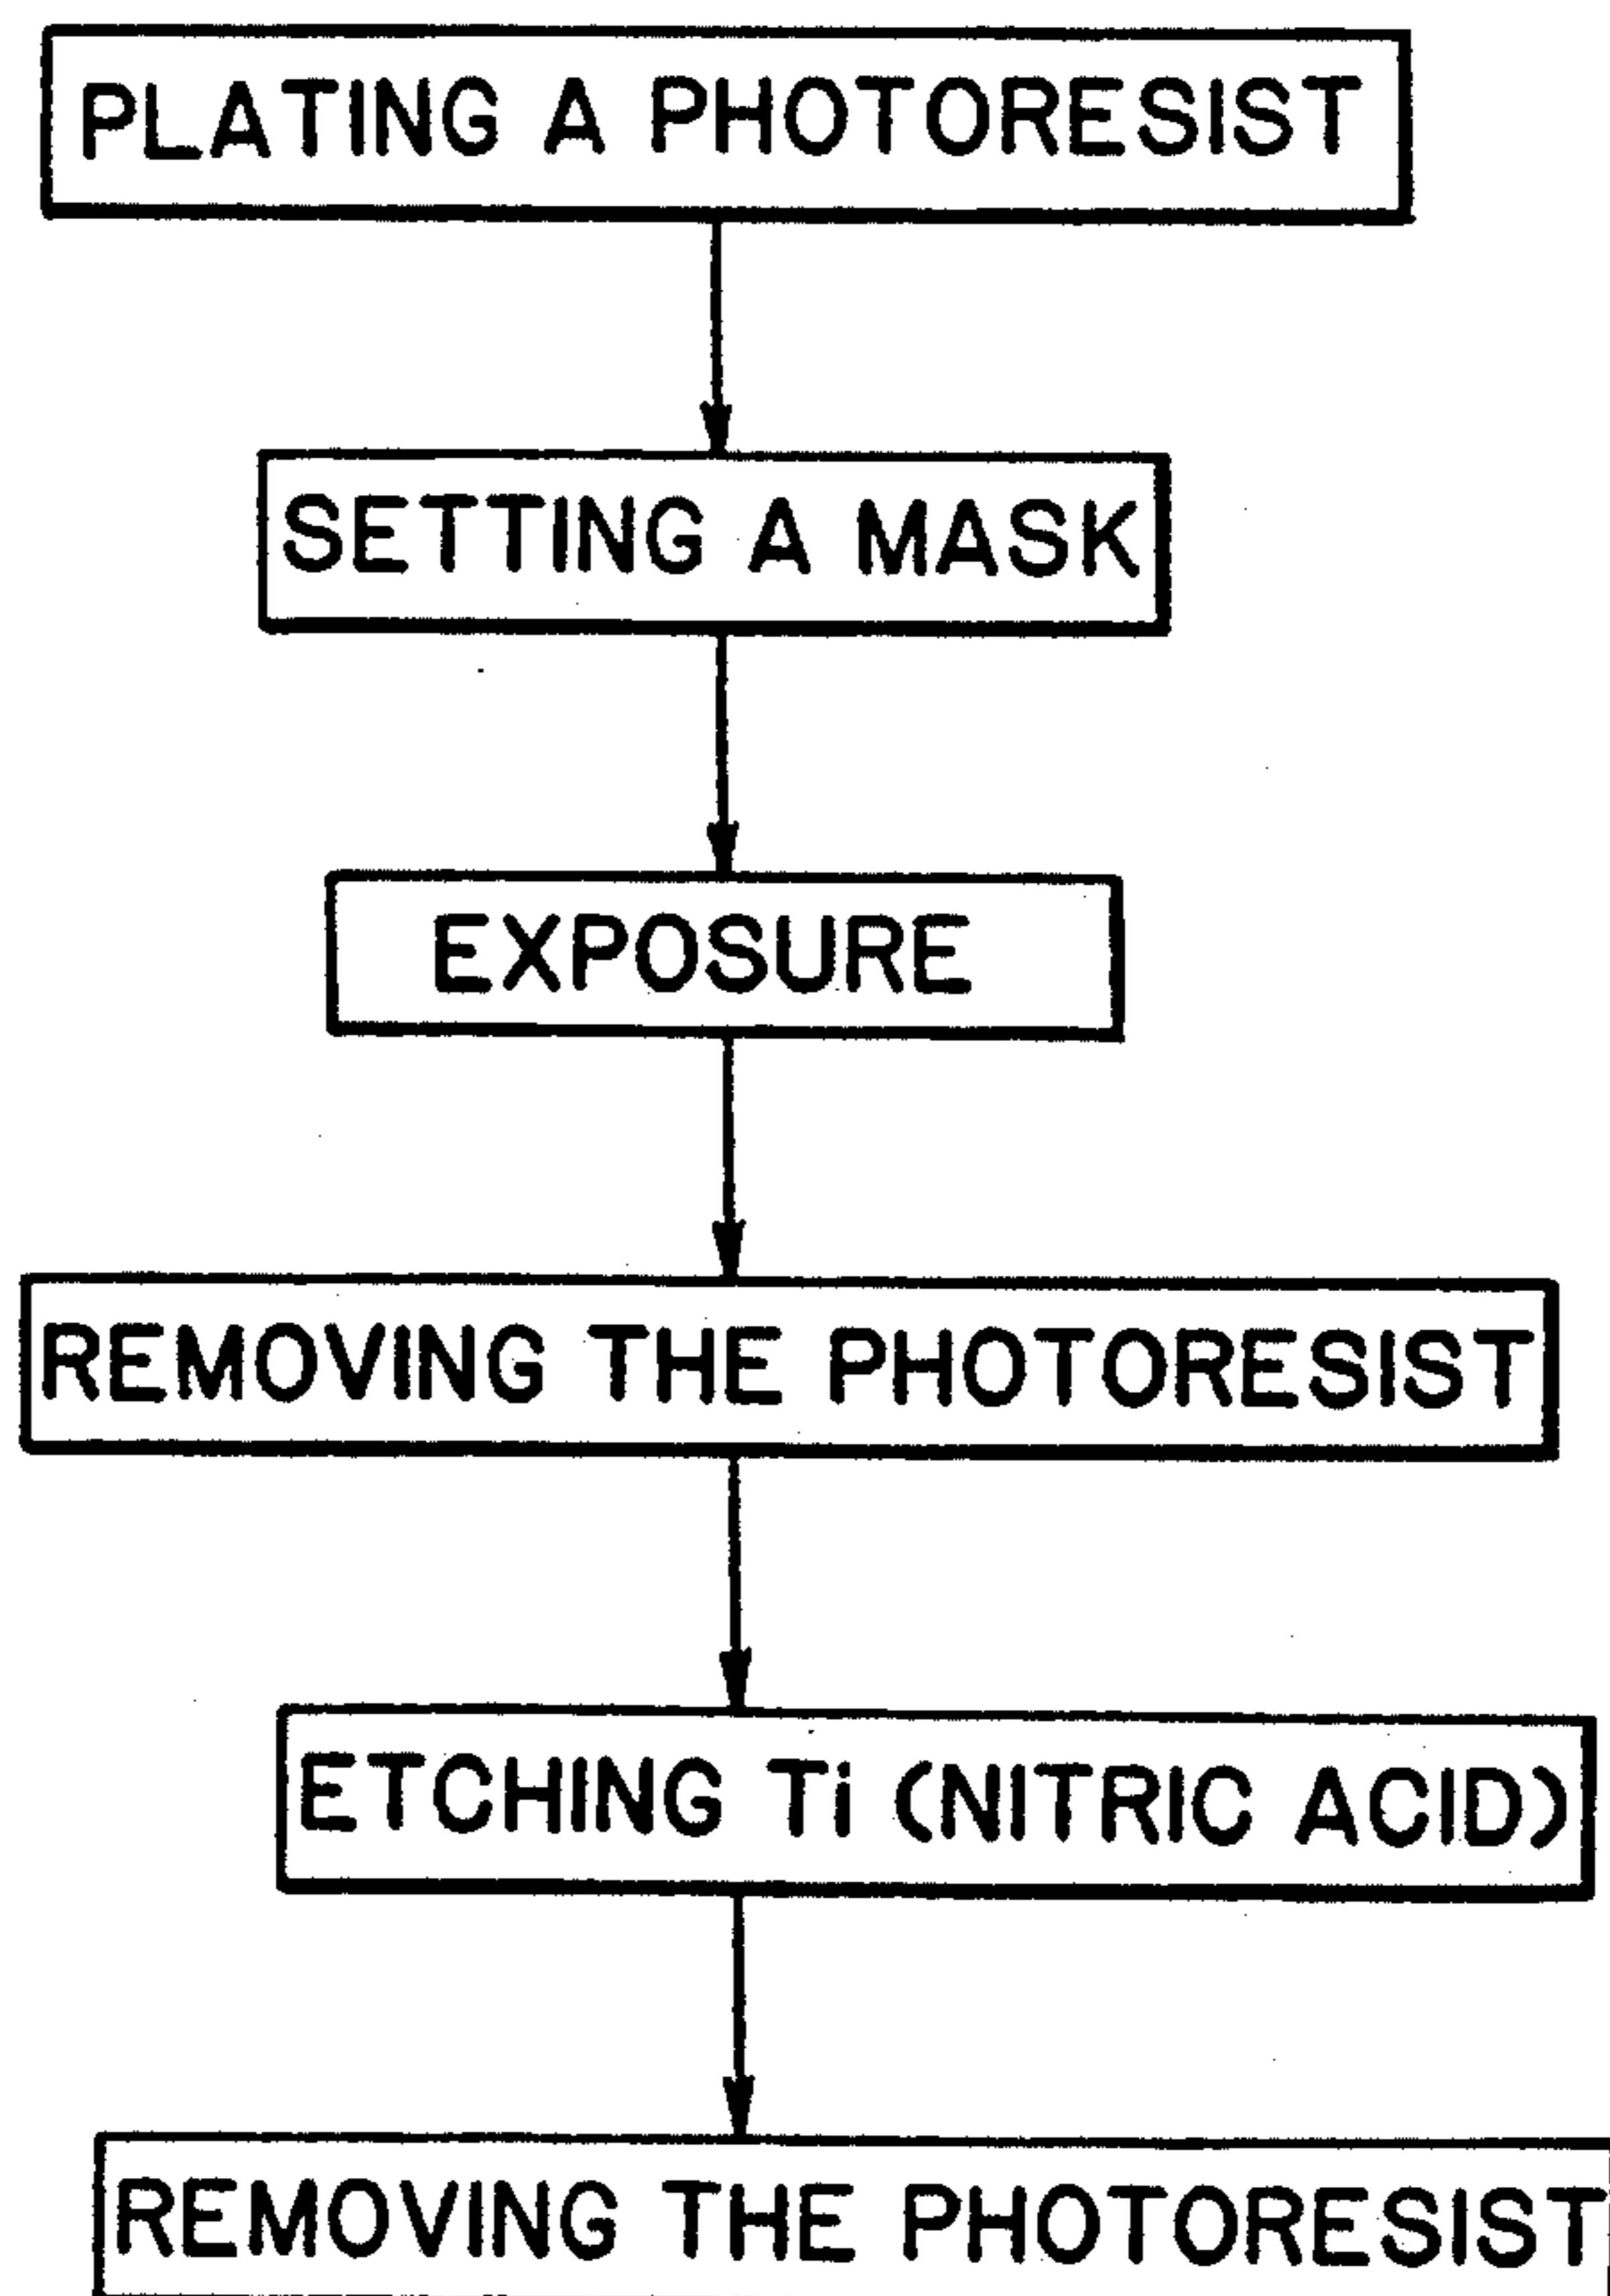 PLATING A PHOTORESIST
SETTING A MASK
EXPOSURE
REMOVING THE PHOTORESIST
ETCHING Ti (NITRIC ACID)
REMOVING THE PHOTORESIST